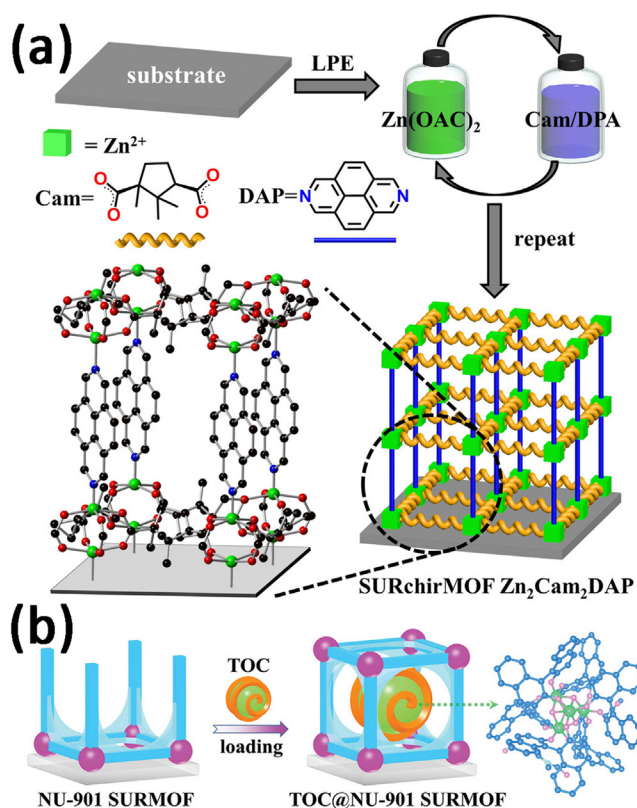 (a)
substrate
LPE
Zn(OAC)₂
Cam/DPA
= Zn²⁺
Cam=
O
O
O
O
DAP=
N
N
repeat
SURchirMOF Zn₂Cam₂DAP
(b)
TOC
loading
NU-901 SURMOF
TOC@NU-901 SURMOF